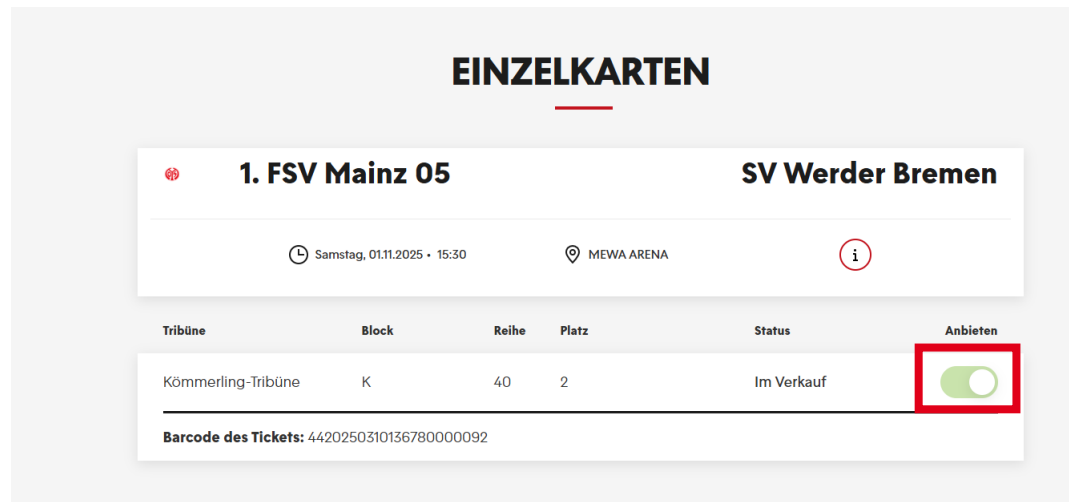 EINZELKARTEN
1. FSV Mainz 05 SV Werder Bremen
Samstag, 01.11.2025 • 15:30 MEWA ARENA i
Tribüne Block Reihe Platz Status Anbieten
Kömmerling-Tribüne K 40 2 Im Verkauf
Barcode des Tickets: 4420250310136780000092